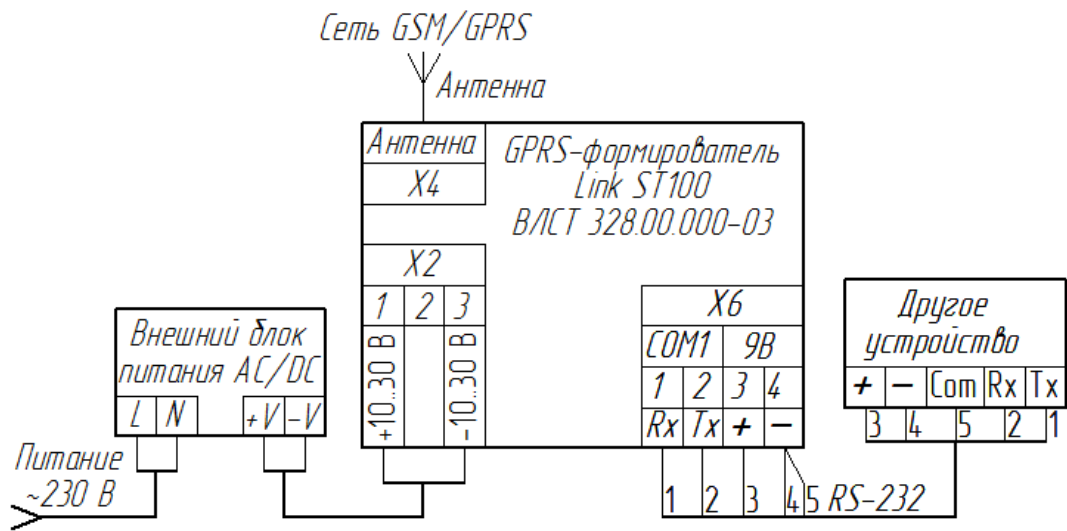 Сеть GSM/GPRS
Антенна
Антенна
X4
GPRS-формирователь
Link ST100
ВЛСТ 328.00.000-03
X2
1 2 3
+10..30 В
-10..30 В
X6
COM1 9В
1 2 3 4
Rx Tx + -
Внешний блок
питания AC/DC
L N +V -V
Питание
~230 В
Другое
устройство
+ - Com Rx Tx
3 4 5 2 1
1 2 3 4 5 RS-232